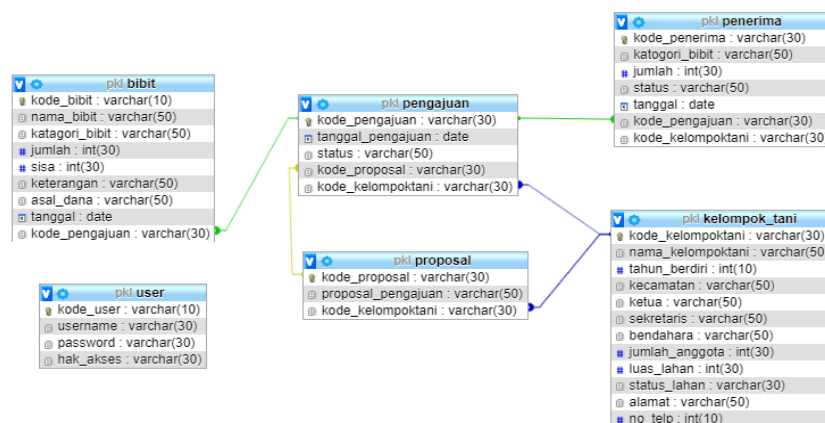 pkl bibit
kode_bibit : varchar(10)
nama_bibit : varchar(50)
katagori_bibit : varchar(50)
jumlah : int(30)
sisa : int(30)
keterangan : varchar(50)
asal_dana : varchar(50)
tanggal : date
kode_pengajuan : varchar(30)
pkl user
kode_user : varchar(10)
username : varchar(30)
password : varchar(30)
hak_akses : varchar(30)
pkl pengajuan
kode_pengajuan : varchar(30)
tanggal_pengajuan : date
status : varchar(50)
kode_proposal : varchar(30)
kode_kelompoktani : varchar(30)
pkl proposal
kode_proposal : varchar(30)
proposal_pengajuan : varchar(50)
kode_kelompoktani : varchar(30)
pkl penerima
kode_penerima : varchar(30)
katogori_bibit : varchar(50)
jumlah : int(30)
status : varchar(50)
tanggal : date
kode_pengajuan : varchar(30)
kode_kelompoktani : varchar(30
pkl kelompok_tani
kode_kelompoktani : varchar(30)
nama_kelompoktani : varchar(50
tahun_berdiri : int(10)
kecamatan : varchar(50)
ketua : varchar(50)
sekretaris : varchar(50)
bendahara : varchar(50)
jumlah_anggota : int(30)
luas_lahan : int(30)
status_lahan : varchar(30)
alamat : varchar(50)
no_telp : int(10)